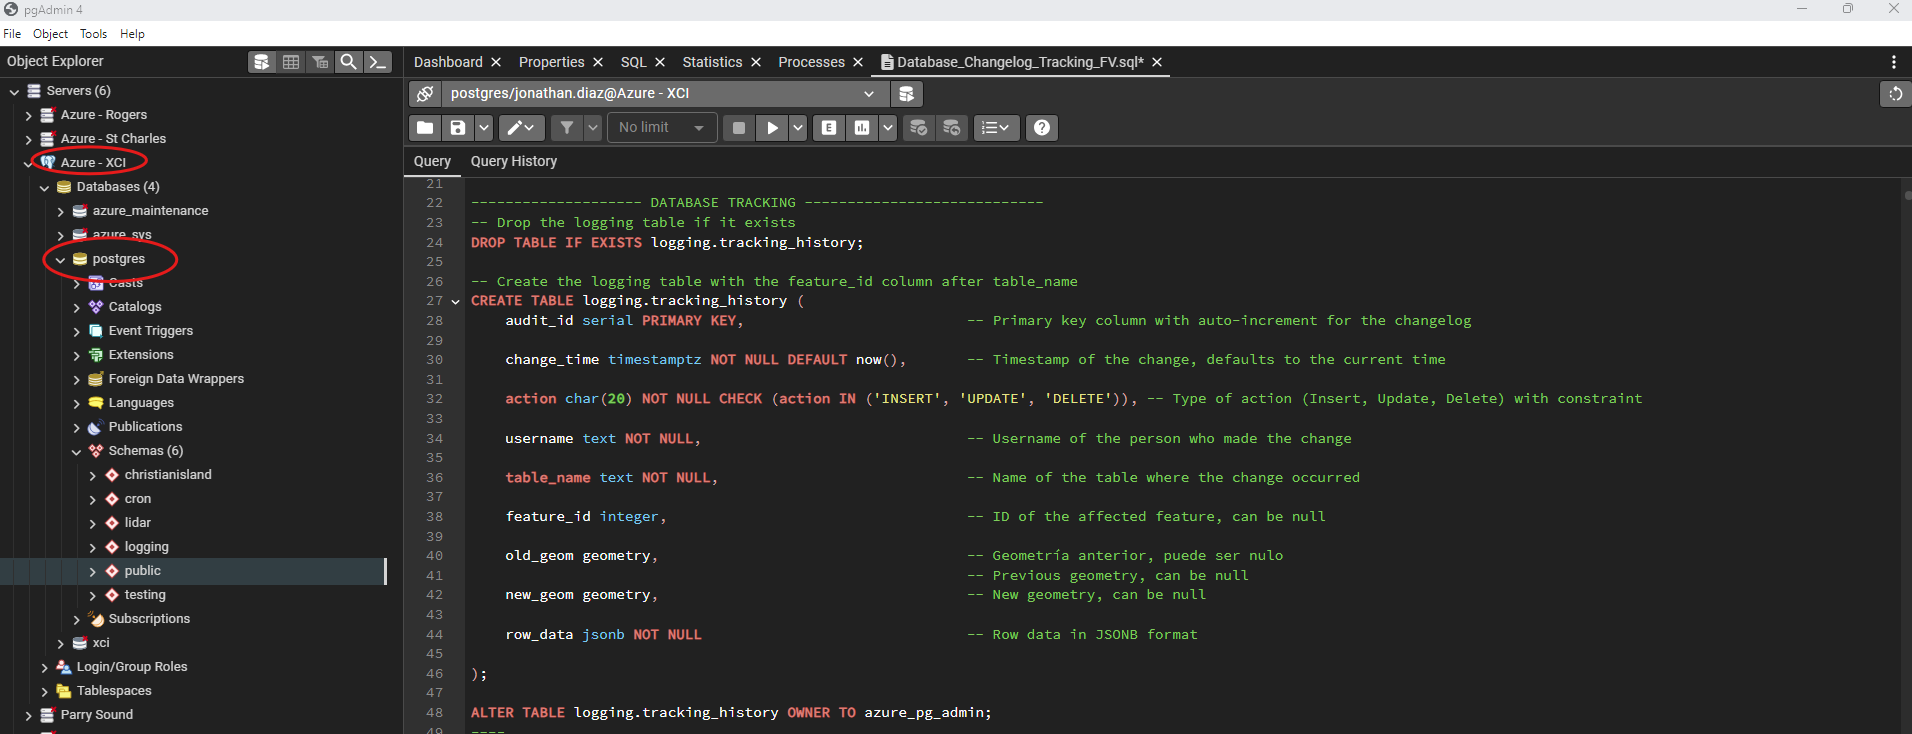 pgAdmin 4
File Object Tools Help
Object Explorer
Servers (6)
Azure - Rogers
Azure - St Charles
Azure - XCI
Databases (4)
azure_maintenance
azure_sys
postgres
Casts
Catalogs
Event Triggers
Extensions
Foreign Data Wrappers
Languages
Publications
Schemas (6)
christianisland
cron
lidar
logging
public
testing
Subscriptions
xci
Login/Group Roles
Tablespaces
Parry Sound
Dashboard Properties SQL Statistics Processes Database_Changelog_Tracking_FV.sql*
postgres/jonathan.diaz@Azure - XCI
No limit E
Query Query History
21
22 -------------------- DATABASE TRACKING ----------------------------
23 -- Drop the logging table if it exists
24 DROP TABLE IF EXISTS logging.tracking_history;
25
26 -- Create the logging table with the feature_id column after table_name
27 CREATE TABLE logging.tracking_history (
28 audit_id serial PRIMARY KEY, -- Primary key column with auto-increment for the changelog
29
30 change_time timestamptz NOT NULL DEFAULT now(), -- Timestamp of the change, defaults to the current time
31
32 action char(20) NOT NULL CHECK (action IN ('INSERT', 'UPDATE', 'DELETE')), -- Type of action (Insert, Update, Delete) with constraint
33
34 username text NOT NULL, -- Username of the person who made the change
35
36 table_name text NOT NULL, -- Name of the table where the change occurred
37
38 feature_id integer, -- ID of the affected feature, can be null
39
40 old_geom geometry, -- Geometría anterior, puede ser nulo
41 -- Previous geometry, can be null
42 new_geom geometry, -- New geometry, can be null
43
44 row_data jsonb NOT NULL -- Row data in JSONB format
45
46 );
47
48 ALTER TABLE logging.tracking_history OWNER TO azure_pg_admin;
49 ----